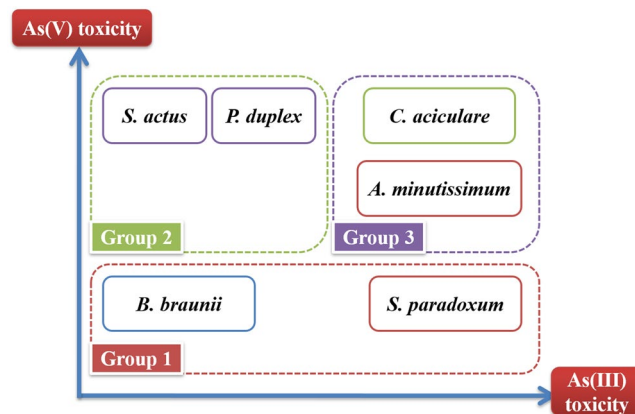 As(V) toxicity
S. actus
P. duplex
C. aciculare
A. minutissimum
Group 2
Group 3
B. braunii
S. paradoxum
Group 1
As(III)
toxicity